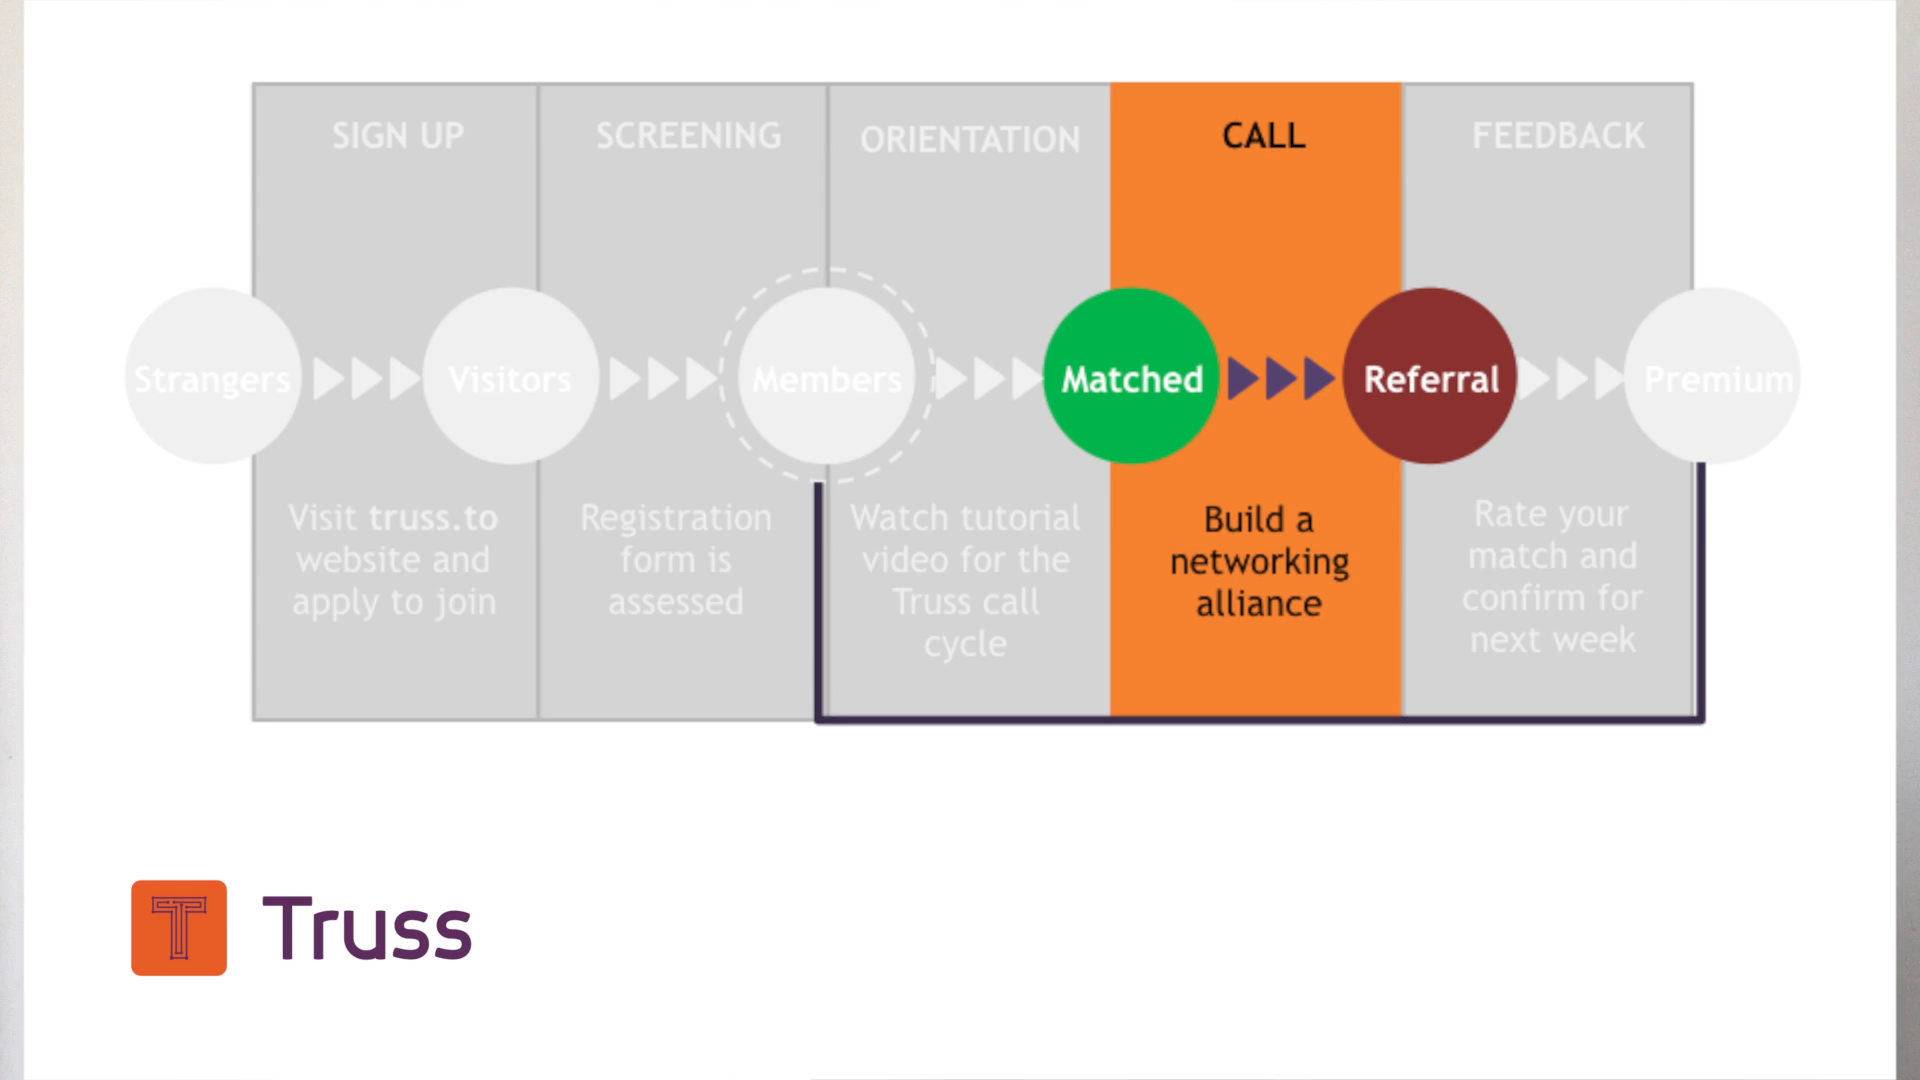 SIGN UP
SCREENING
ORIENTATION
CALL
FEEDBACK
Strangers
Visitors
Members
Matched
Referral
Premium
Visit truss.to
website and
apply to join
Registration
form is
assessed
Watch tutorial
video for the
Truss call
cycle
Build a
networking
alliance
Rate your
match and
confirm for
next week
T
Truss